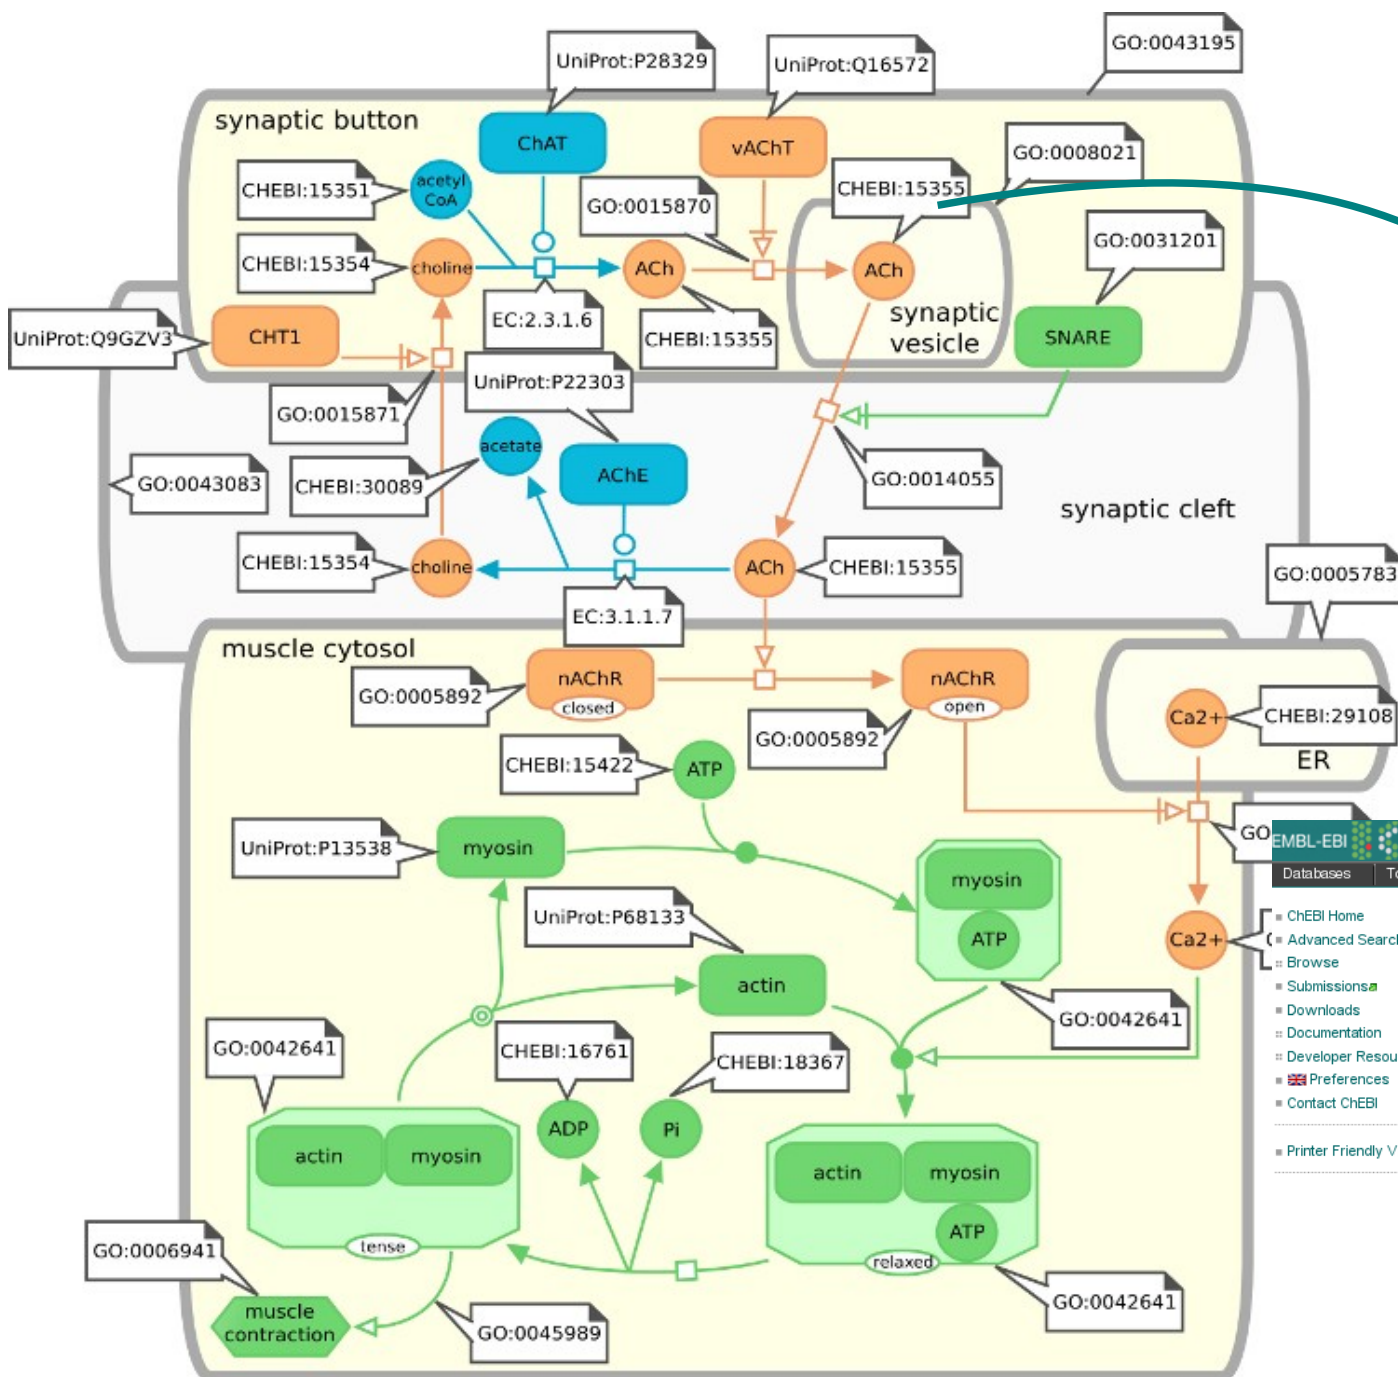 GO:0043195
UniProt:P28329
UniProt:Q16572
synaptic button
ChAT
vAChT
GO:0008021
CHEBI:15351
acetyl
CoA
CHEBI:15355
GO:0015870
GO:0031201
CHEBI:15354
choline
ACh
ACh
EC:2.3.1.6
synaptic
vesicle
UniProt:Q9GZV3
CHT1
CHEBI:15355
SNARE
UniProt:P22303
GO:0015871
acetate
AChE
GO:0043083
CHEBI:30089
GO:0014055
synaptic cleft
CHEBI:15354
choline
ACh
CHEBI:15355
GO:0005783
EC:3.1.1.7
muscle cytosol
GO:0005892
nAChR
closed
nAChR
open
Ca2+
CHEBI:29108
GO:0005892
ER
CHEBI:15422
ATP
GO
EMBL-EBI
Databases
UniProt:P13538
myosin
myosin
ATP
UniProt:P68133
ChEBI Home
Advanced Search
Browse
Submissions
Downloads
Documentation
Developer Resou
Preferences
Contact ChEBI
Printer Friendly V
Ca2+
actin
GO:0042641
GO:0042641
CHEBI:16761
CHEBI:18367
ADP
Pi
actin
myosin
tense
actin
myosin
ATP
relaxed
GO:0006941
GO:0042641
muscle
contraction
GO:0045989